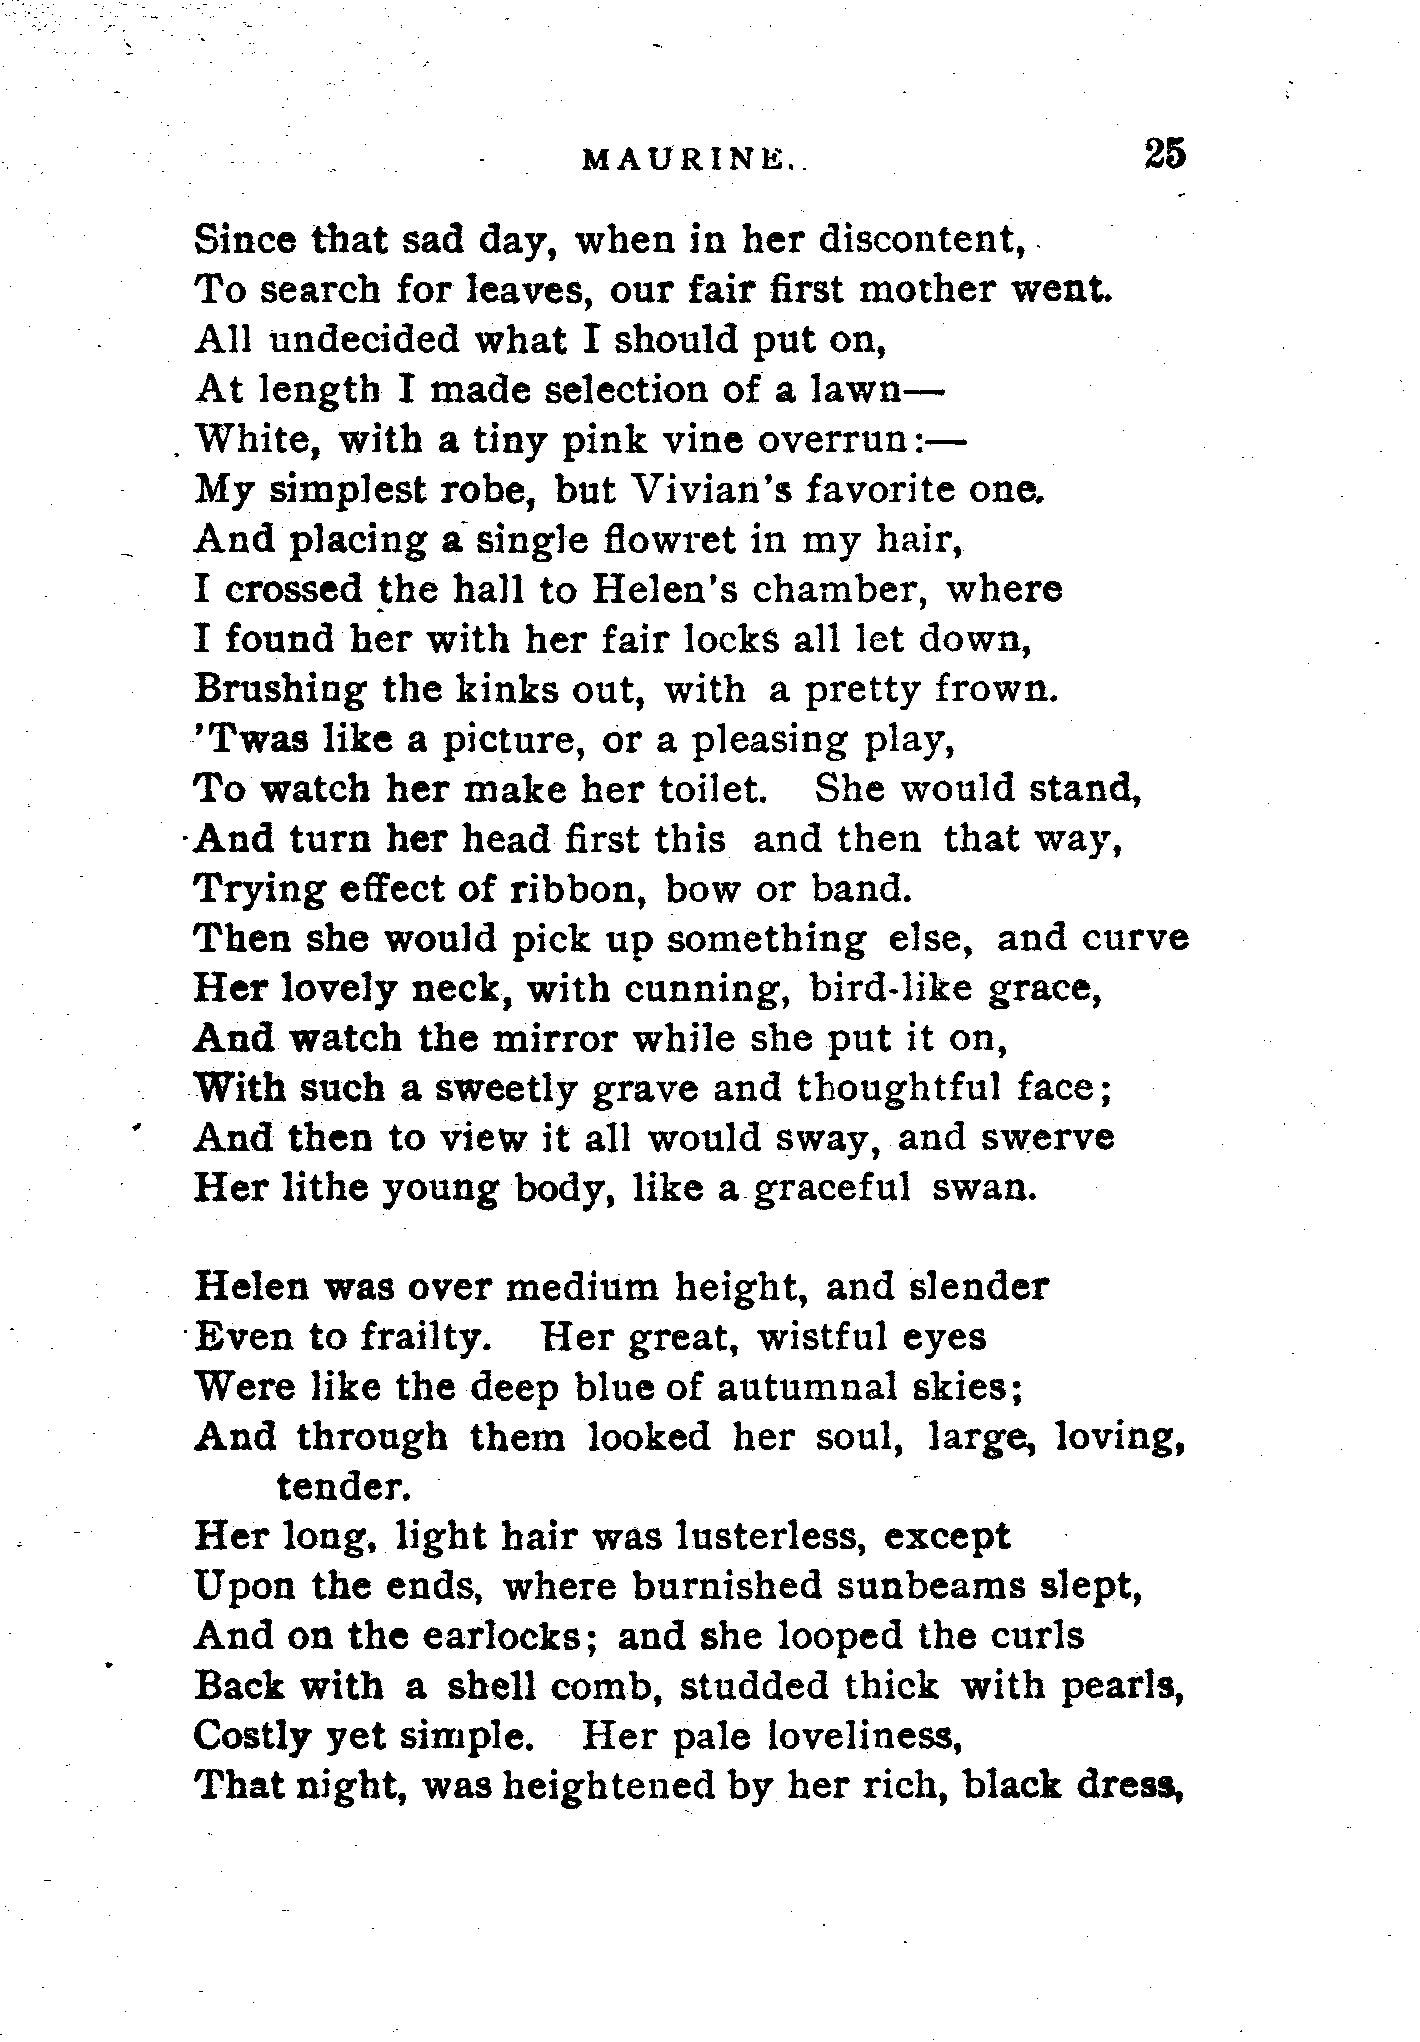 MAURINE. 25
Since that sad day, when in her discontent,
To search for leaves, our fair first mother went.
All undecided what I should put on,
At length I made selection of a lawn—
White, with a tiny pink vine overrun:—
My simplest robe, but Vivian's favorite one.
And placing a single flowret in my hair,
I crossed the hall to Helen's chamber, where
I found her with her fair locks all let down,
Brushing the kinks out, with a pretty frown.
'Twas like a picture, or a pleasing play,
To watch her make her toilet. She would stand,
And turn her head first this and then that way,
Trying effect of ribbon, bow or band.
Then she would pick up something else, and curve
Her lovely neck, with cunning, bird-like grace,
And watch the mirror while she put it on,
With such a sweetly grave and thoughtful face;
And then to view it all would sway, and swerve
Her lithe young body, like a graceful swan.
Helen was over medium height, and slender
Even to frailty. Her great, wistful eyes
Were like the deep blue of autumnal skies;
And through them looked her soul, large, loving,
tender.
Her long, light hair was lusterless, except
Upon the ends, where burnished sunbeams slept,
And on the earlocks; and she looped the curls
Back with a shell comb, studded thick with pearls,
Costly yet simple. Her pale loveliness,
That night, was heightened by her rich, black dress,